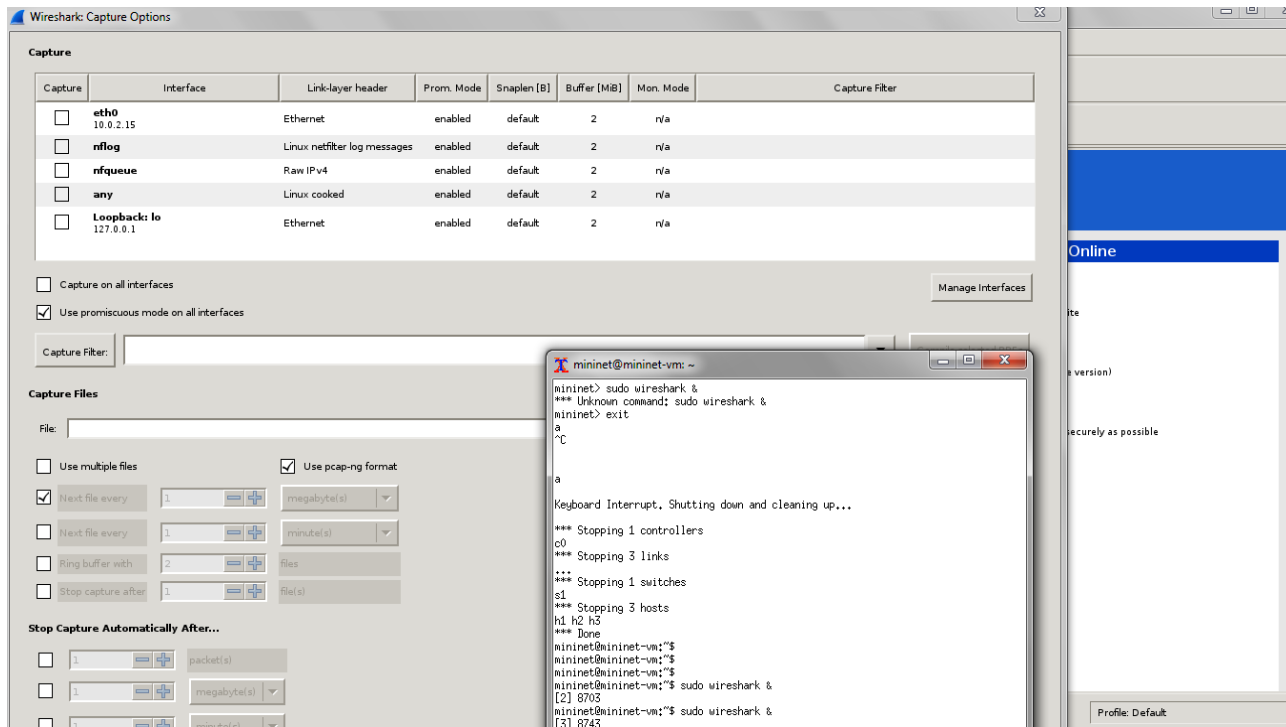 Wireshark: Capture Options
Capture
Capture Interface Link-layer header Prom. Mode Snaplen [B] Buffer [MiB] Mon. Mode Capture Filter
eth0
10.0.2.15 Ethernet enabled default 2 n/a
nflog Linux netfilter log messages enabled default 2 n/a
nfqueue Raw IPv4 enabled default 2 n/a
any Linux cooked enabled default 2 n/a
Loopback: lo
127.0.0.1 Ethernet enabled default 2 n/a
Capture on all interfaces
Manage Interfaces
Use promiscuous mode on all interfaces
Capture Filter:
Capture Files
File:
Use multiple files Use pcap-ng format
Next file every 1 megabyte(s)
Next file every 1 minute(s)
Ring buffer with 2 files
Stop capture after 1 file(s)
Stop Capture Automatically After...
1 packet(s)
1 megabyte(s)
1 minute(s)
mininet@mininet-vm: ~
mininet> sudo wireshark &
*** Unknown command: sudo wireshark &
mininet> exit
a
^C
a
Keyboard Interrupt. Shutting down and cleaning up...
*** Stopping 1 controllers
c0
*** Stopping 3 links
...
*** Stopping 1 switches
s1
*** Stopping 3 hosts
h1 h2 h3
*** Done
mininet@mininet-vm:~$
mininet@mininet-vm:~$
mininet@mininet-vm:~$
mininet@mininet-vm:~$ sudo wireshark &
[2] 8703
mininet@mininet-vm:~$ sudo wireshark &
[3] 8743
Online
ite
e version)
securely as possible
Profile: Default